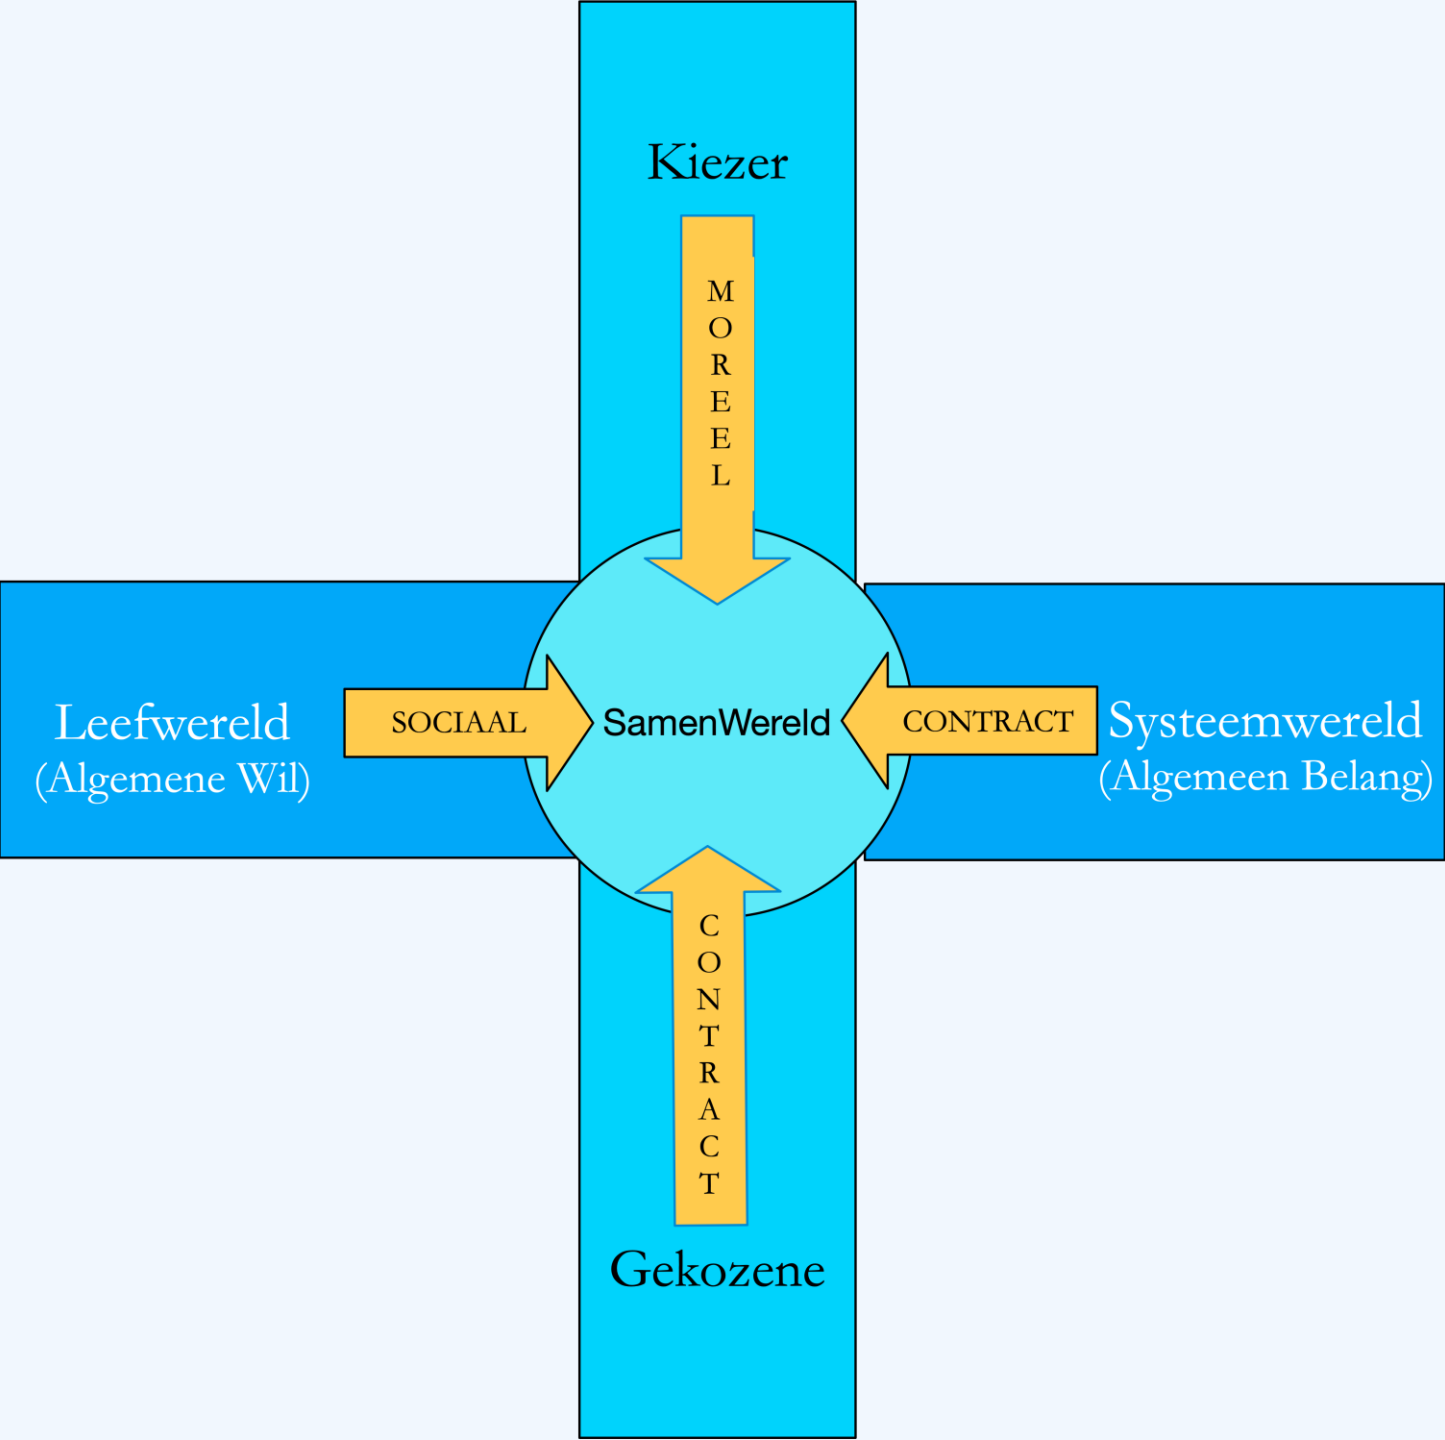 Kiezer
MOREEL
Leefwereld
(Algemene Wil)
SOCIAAL
SamenWereld
CONTRACT
Systeemwereld
(Algemeen Belang)
CONTRACT
Gekozene